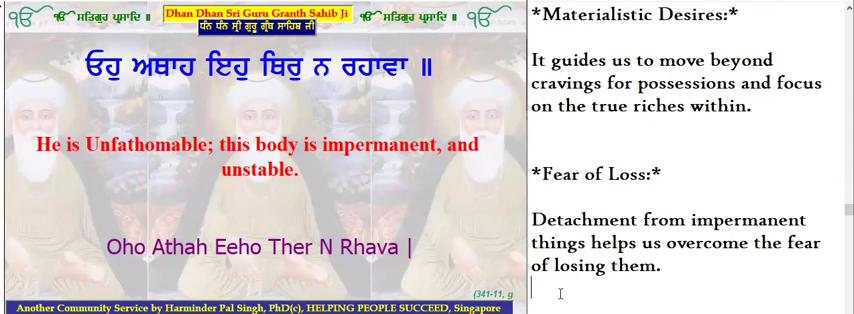 ੴ ੴ ਸਤਿਗੁਰ ਪ੍ਰਸਾਦਿ ॥
Dhan Dhan Sri Guru Granth Sahib Ji
ਧੰਨ ਧੰਨ ਸ੍ਰੀ ਗੁਰੂ ਗ੍ਰੰਥ ਸਾਹਿਬ ਜੀ
ੴ ਸਤਿਗੁਰ ਪ੍ਰਸਾਦਿ ॥ ੴ
ਓਹੁ ਅਥਾਹ ਇਹੁ ਥਿਰੁ ਨ ਰਹਾਵਾ ॥
He is Unfathomable; this body is impermanent, and
unstable.
Oho Athah Eeho Ther N Rhava |
(341-11, g
Another Community Service by Harminder Pal Singh, PhD(c), HELPING PEOPLE SUCCEED, Singapore
*Materialistic Desires:*
It guides us to move beyond
cravings for possessions and focus
on the true riches within.
*Fear of Loss:*
Detachment from impermanent
things helps us overcome the fear
of losing them.